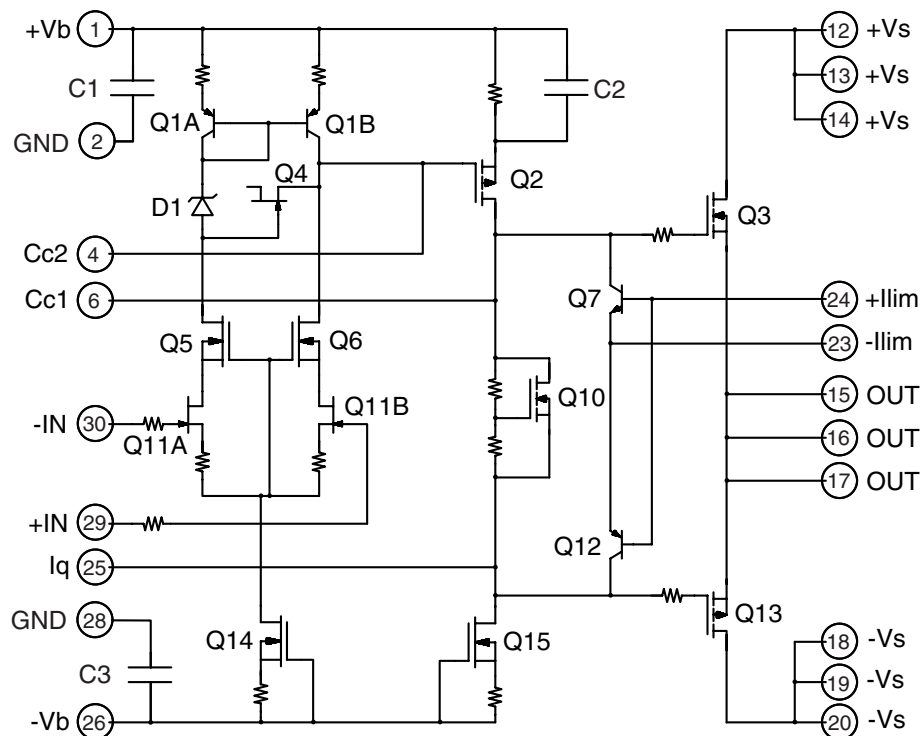 +Vb 1
12 +Vs
C1
C2
13 +Vs
14 +Vs
GND 2
Q1A
Q1B
Q4
Q2
D1
Q3
Cc2 4
Cc1 6
Q7
24 +Ilim
23 -Ilim
Q5
Q6
Q10
15 OUT
-IN 30
Q11A
Q11B
16 OUT
17 OUT
+IN 29
Q12
Iq 25
GND 28
Q14
Q15
Q13
C3
18 -Vs
19 -Vs
-Vb 26
20 -Vs